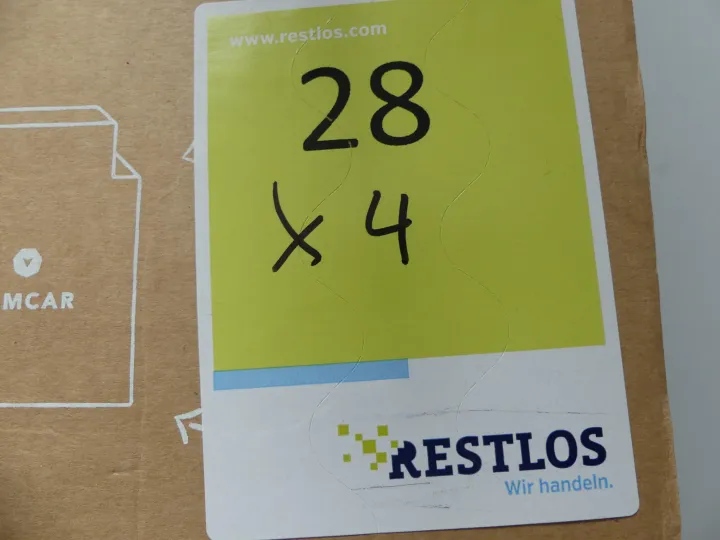 www.restlos.com
28
x 4
MCAR
RESTLOS
Wir handeln.